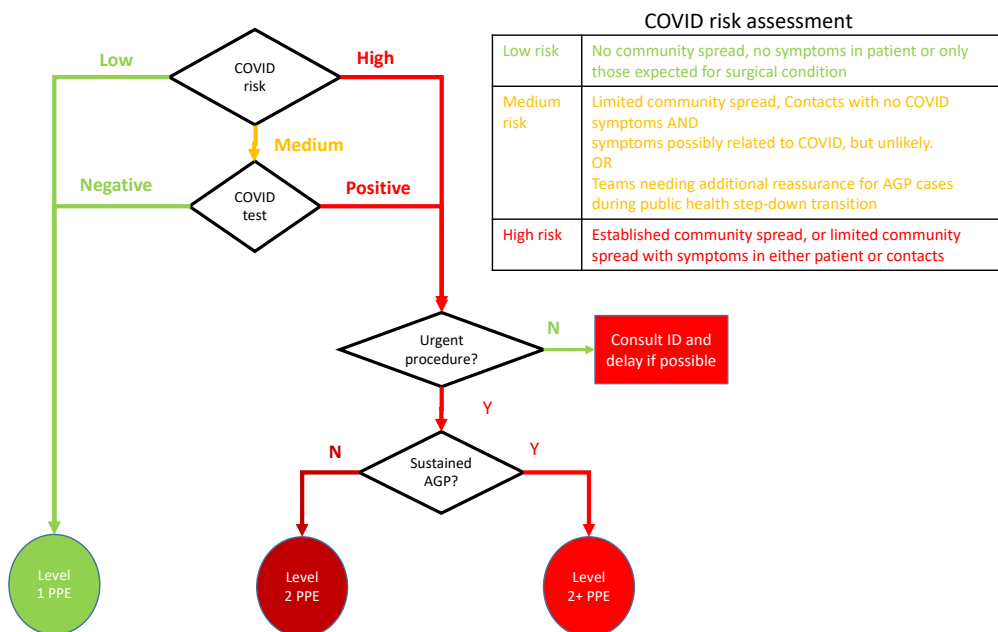 COVID risk assessment
Low risk
No community spread, no symptoms in patient or only
those expected for surgical condition
Medium
risk
Limited community spread, Contacts with no COVID
symptoms AND
symptoms possibly related to COVID, but unlikely.
OR
Teams needing additional reassurance for AGP cases
during public health step-down transition
High risk
Established community spread, or limited community
spread with symptoms in either patient or contacts
Low
COVID
risk
High
Medium
Negative
COVID
test
Positive
Urgent
procedure?
N
Consult ID and
delay if possible
Y
N
Sustained
AGP?
Y
Level
1 PPE
Level
2 PPE
Level
2+ PPE